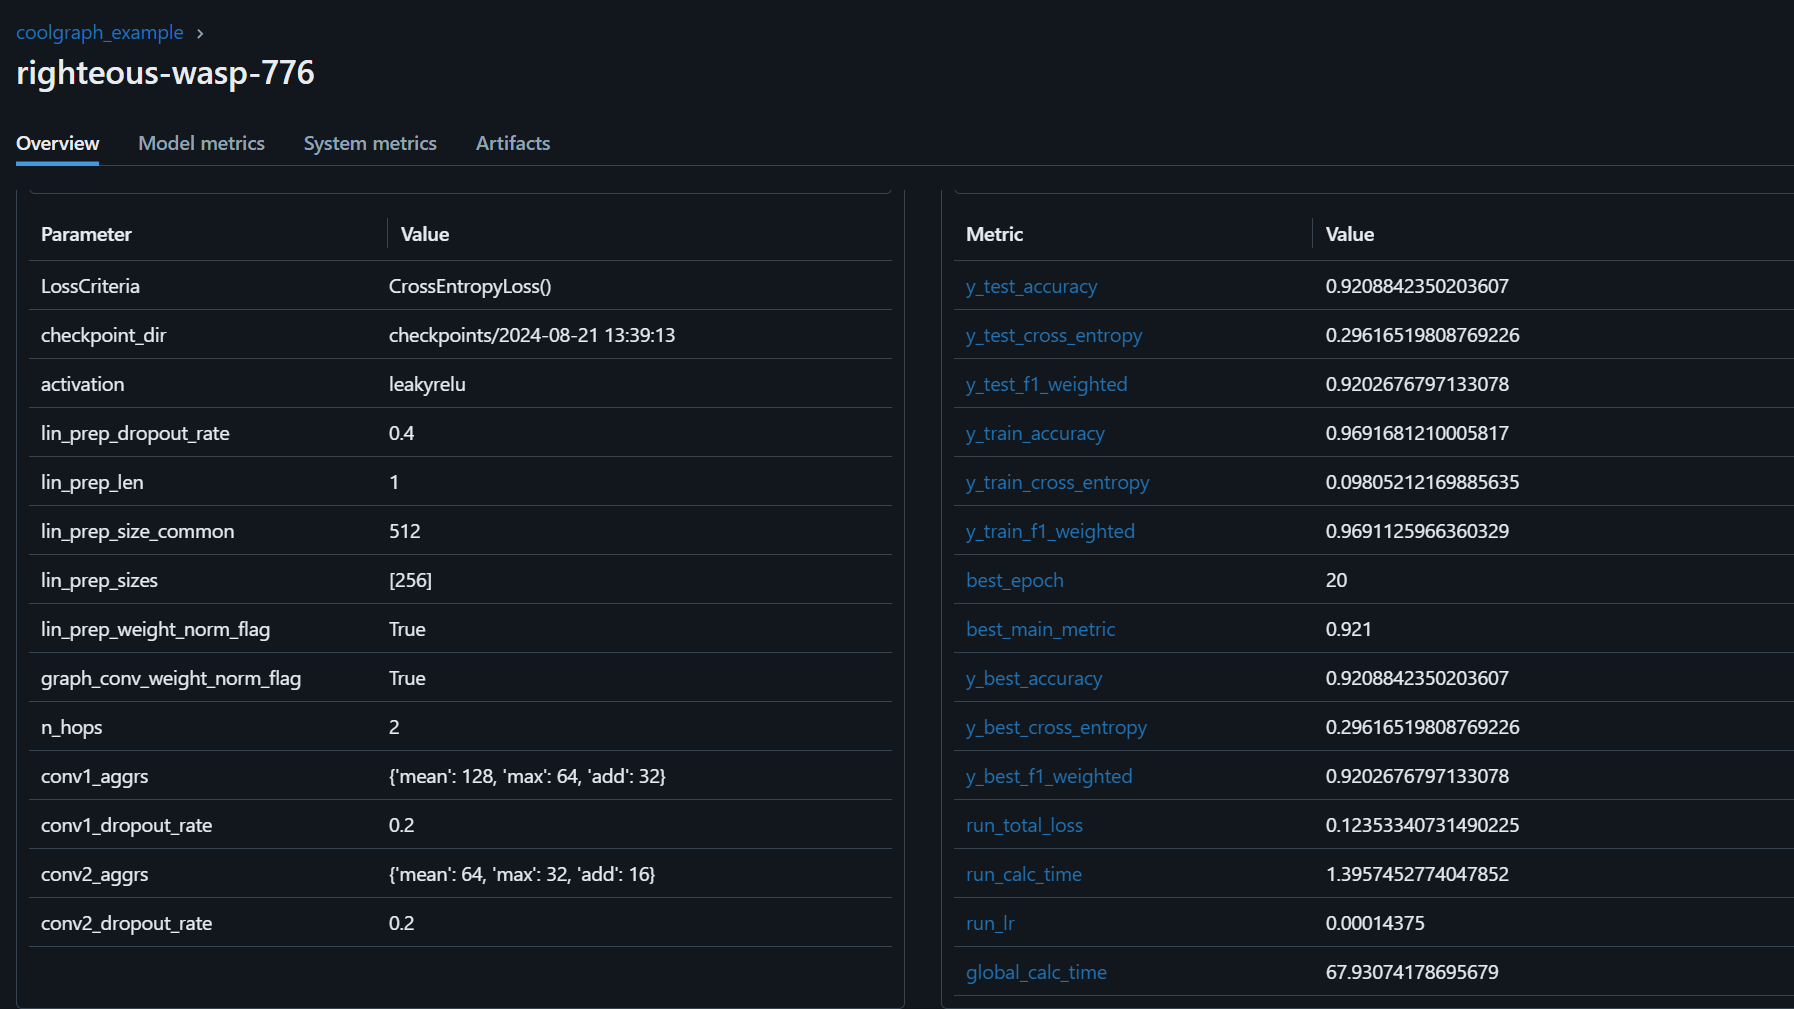 coolgraph_example ›
righteous-wasp-776
Overview Model metrics System metrics Artifacts
Parameter Value
LossCriteria CrossEntropyLoss()
checkpoint_dir checkpoints/2024-08-21 13:39:13
activation leakyrelu
lin_prep_dropout_rate 0.4
lin_prep_len 1
lin_prep_size_common 512
lin_prep_sizes [256]
lin_prep_weight_norm_flag True
graph_conv_weight_norm_flag True
n_hops 2
conv1_aggrs {'mean': 128, 'max': 64, 'add': 32}
conv1_dropout_rate 0.2
conv2_aggrs {'mean': 64, 'max': 32, 'add': 16}
conv2_dropout_rate 0.2
Metric Value
y_test_accuracy 0.9208842350203607
y_test_cross_entropy 0.29616519808769226
y_test_f1_weighted 0.9202676797133078
y_train_accuracy 0.9691681210005817
y_train_cross_entropy 0.09805212169885635
y_train_f1_weighted 0.9691125966360329
best_epoch 20
best_main_metric 0.921
y_best_accuracy 0.9208842350203607
y_best_cross_entropy 0.29616519808769226
y_best_f1_weighted 0.9202676797133078
run_total_loss 0.12353340731490225
run_calc_time 1.3957452774047852
run_lr 0.00014375
global_calc_time 67.93074178695679